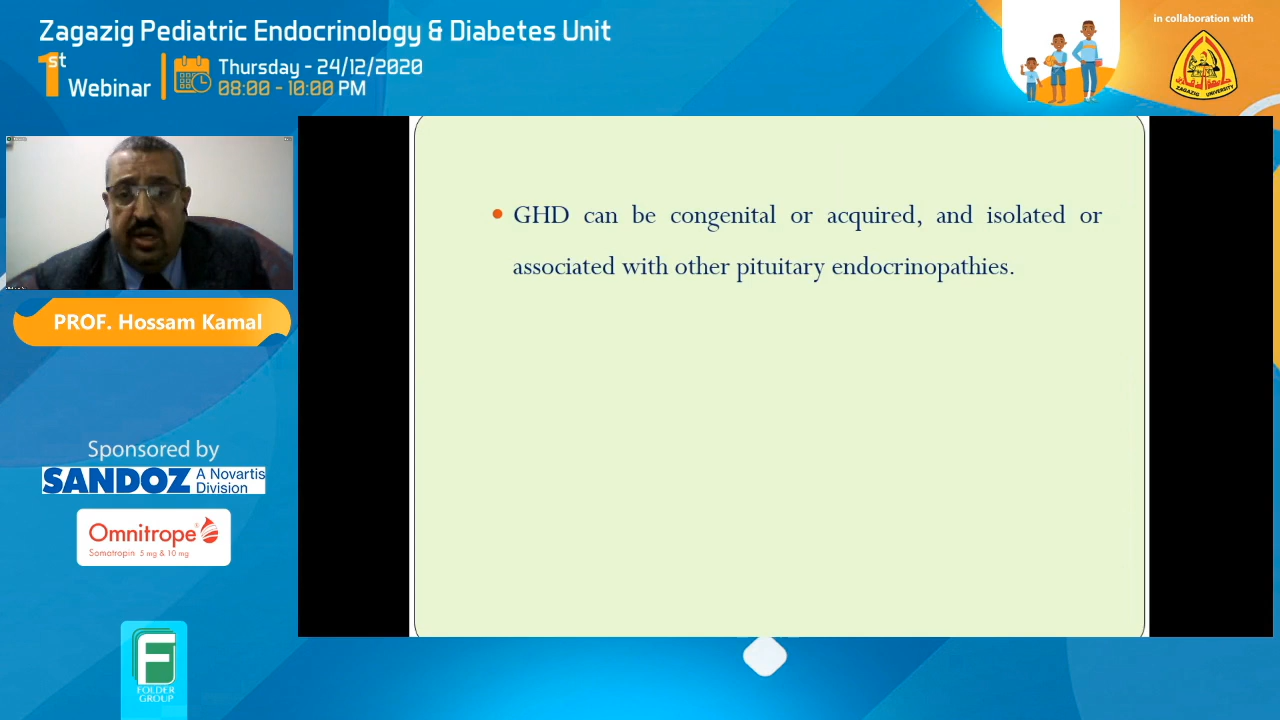 Zagazig Pediatric Endocrinology & Diabetes Unit
1st Webinar
Thursday - 24/12/2020
08:00 - 10:00 PM
in collaboration with
ZAGAZIG UNIVERSITY
PROF. Hossam Kamal
• GHD can be congenital or acquired, and isolated or
associated with other pituitary endocrinopathies.
Sponsored by
SANDOZ A Novartis
Division
Omnitrope®
Somatropin 5 mg & 10 mg
FOLDER
GROUP